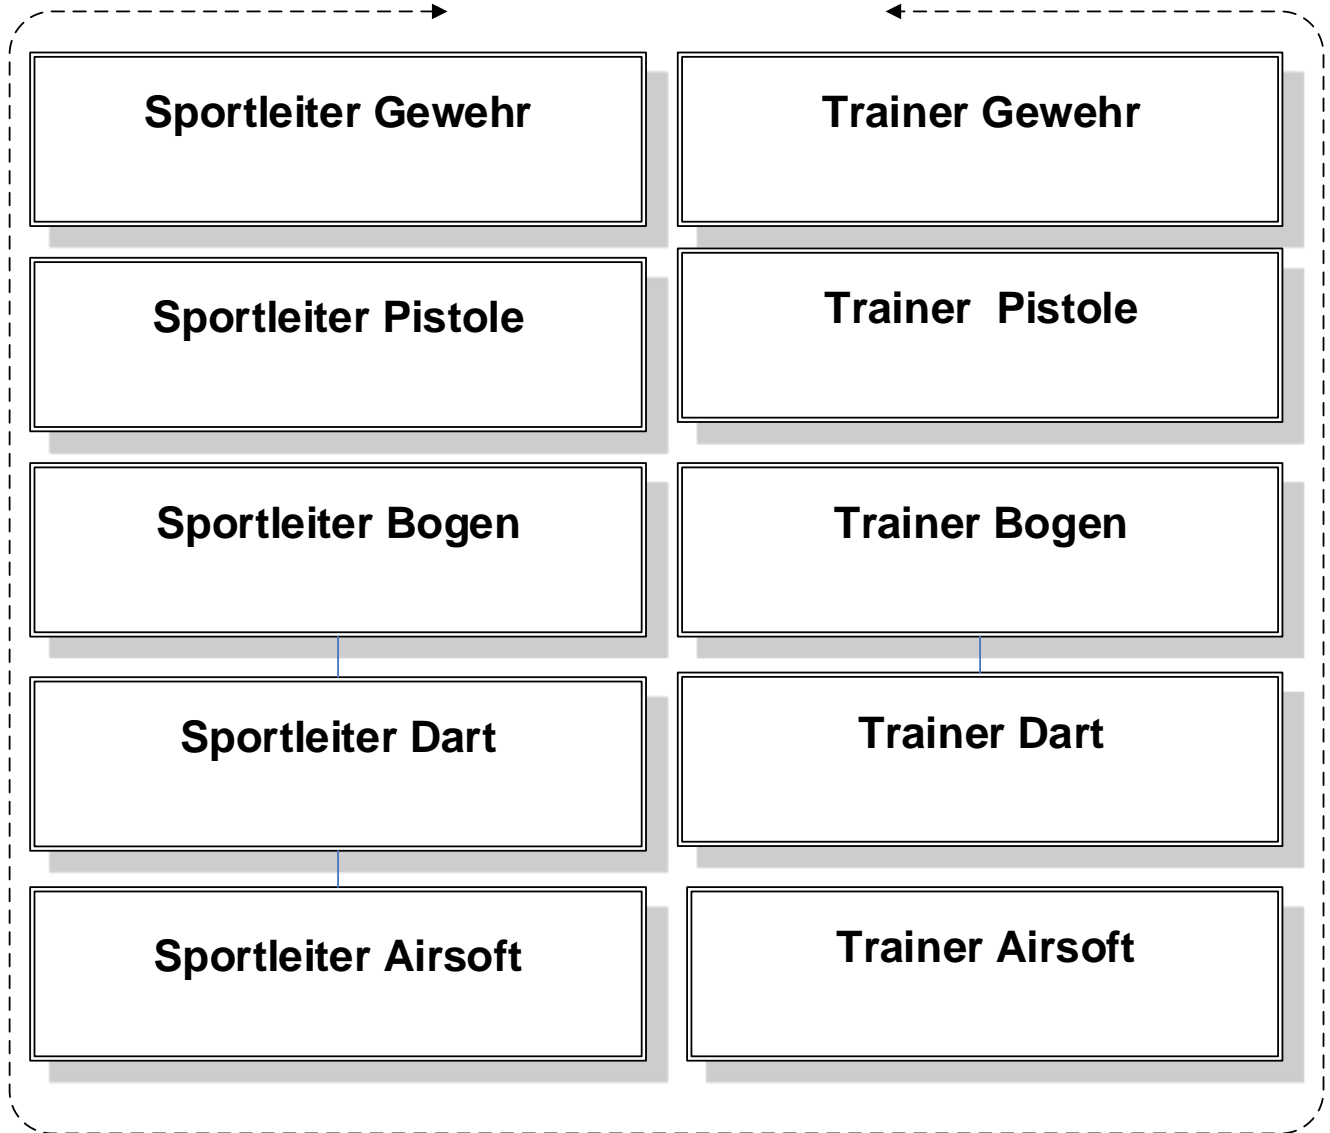 Sportleiter Gewehr
Trainer Gewehr
Sportleiter Pistole
Trainer  Pistole
Sportleiter Bogen
Trainer Bogen
Sportleiter Dart
Trainer Dart
Sportleiter Airsoft
Trainer Airsoft